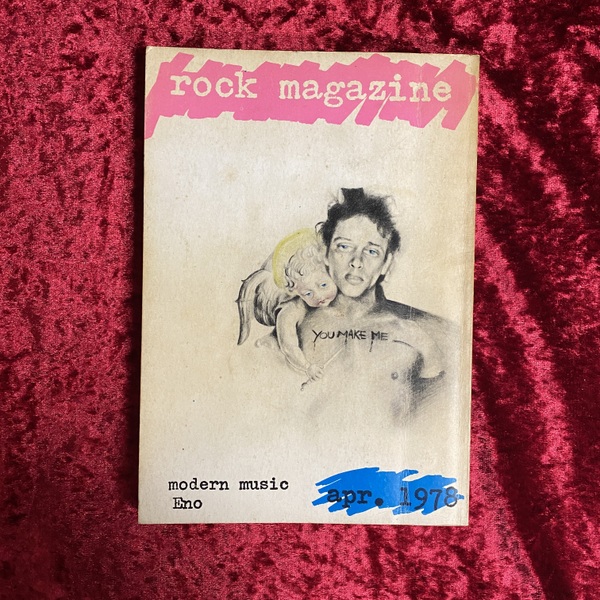 rock magazine
YOU MAKE ME
modern music
Eno
apr. 1978